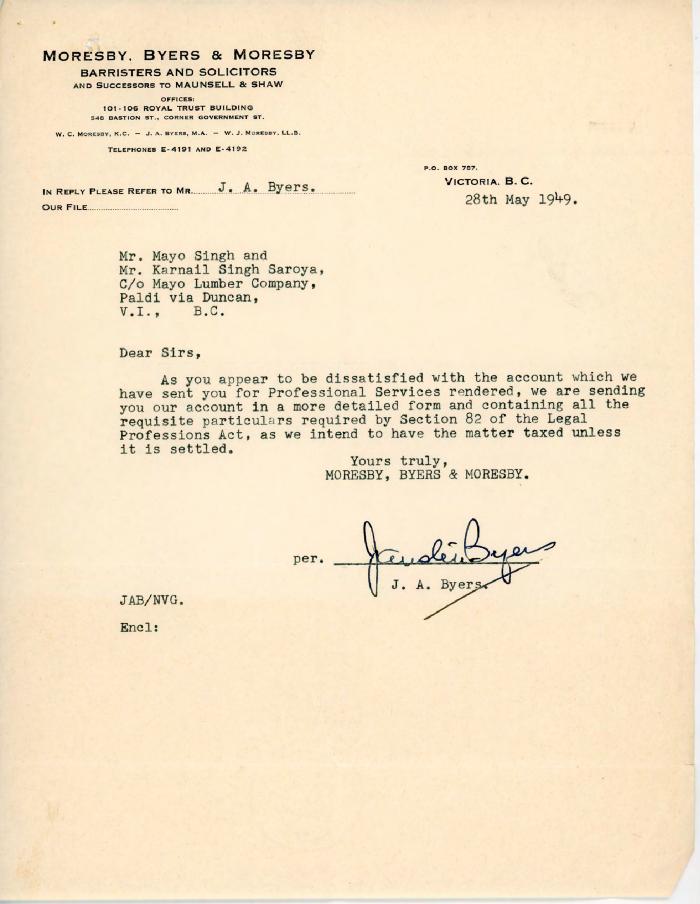 MORESBY, BYERS & MORESBY
BARRISTERS AND SOLICITORS
AND SUCCESSORS TO MAUNSELL & SHAW
OFFICES:
101-106 ROYAL TRUST BUILDING
548 BASTION ST., CORNER GOVERNMENT ST.
W. C. MORESBY, K.C. — J. A. BYERS, M.A. — W. J. MORESBY, LL.B.
TELEPHONES E-4191 AND E-4192
P.O. BOX 787,
VICTORIA, B. C.
28th May 1949.
IN REPLY PLEASE REFER TO MR. J. A. Byers.
OUR FILE
Mr. Mayo Singh and
Mr. Karnail Singh Saroya,
C/o Mayo Lumber Company,
Paldi via Duncan,
V.I., B.C.
Dear Sirs,
As you appear to be dissatisfied with the account which we
have sent you for Professional Services rendered, we are sending
you our account in a more detailed form and containing all the
requisite particulars required by Section 82 of the Legal
Professions Act, as we intend to have the matter taxed unless
it is settled.
Yours truly,
MORESBY, BYERS & MORESBY.
per.
J. A. Byers.
JAB/NVG.
Encl: